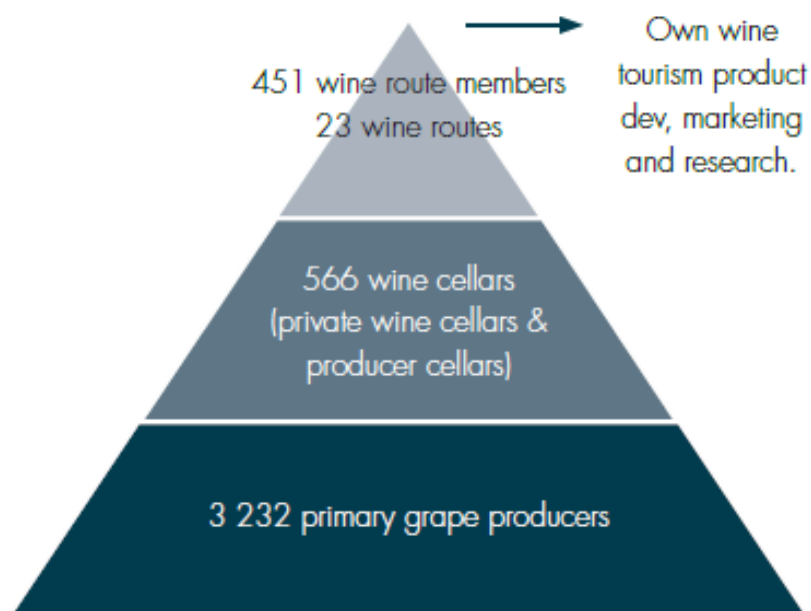 451 wine route members
23 wine routes
Own wine
tourism product
dev, marketing
and research.
566 wine cellars
(private wine cellars &
producer cellars)
3 232 primary grape producers